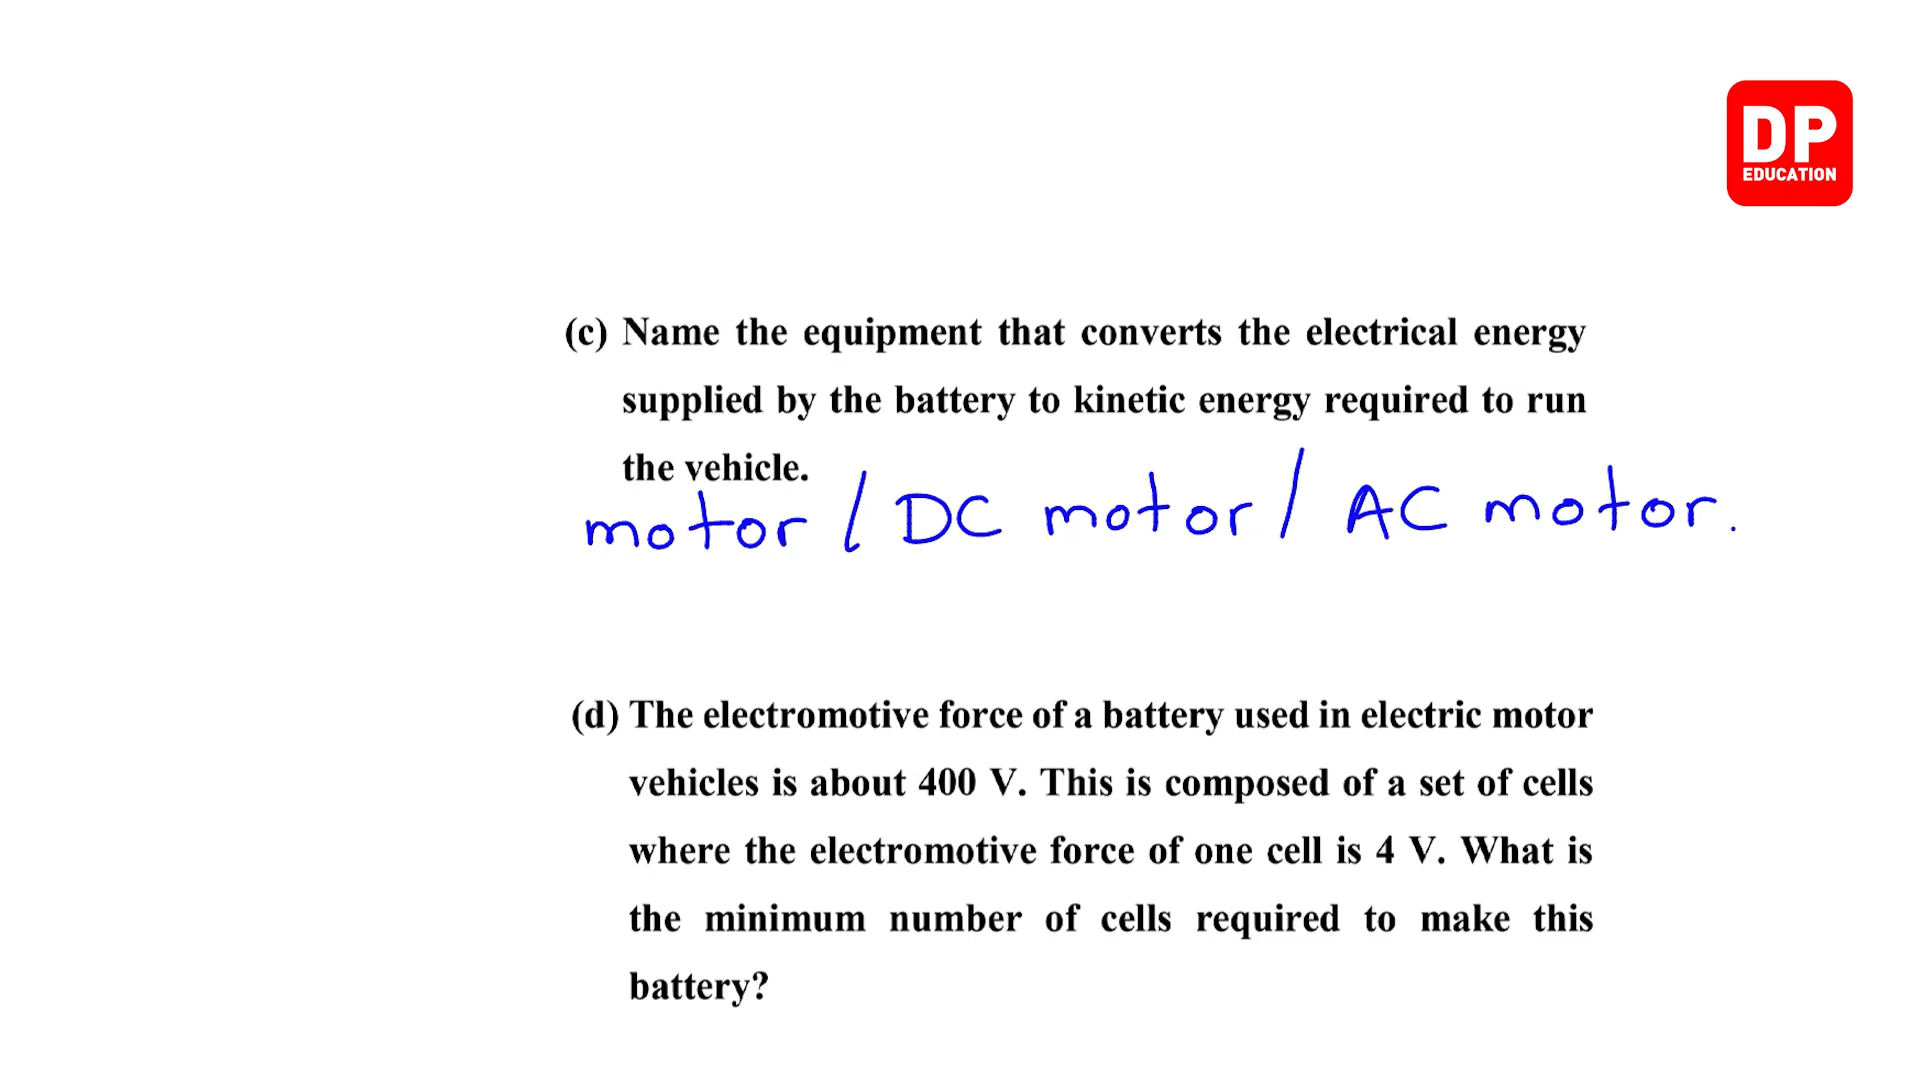 DP
EDUCATION
(c) Name the equipment that converts the electrical energy
supplied by the battery to kinetic energy required to run
the vehicle.
motor / DC motor / AC motor.
(d) The electromotive force of a battery used in electric motor
vehicles is about 400 V. This is composed of a set of cells
where the electromotive force of one cell is 4 V. What is
the minimum number of cells required to make this
battery?